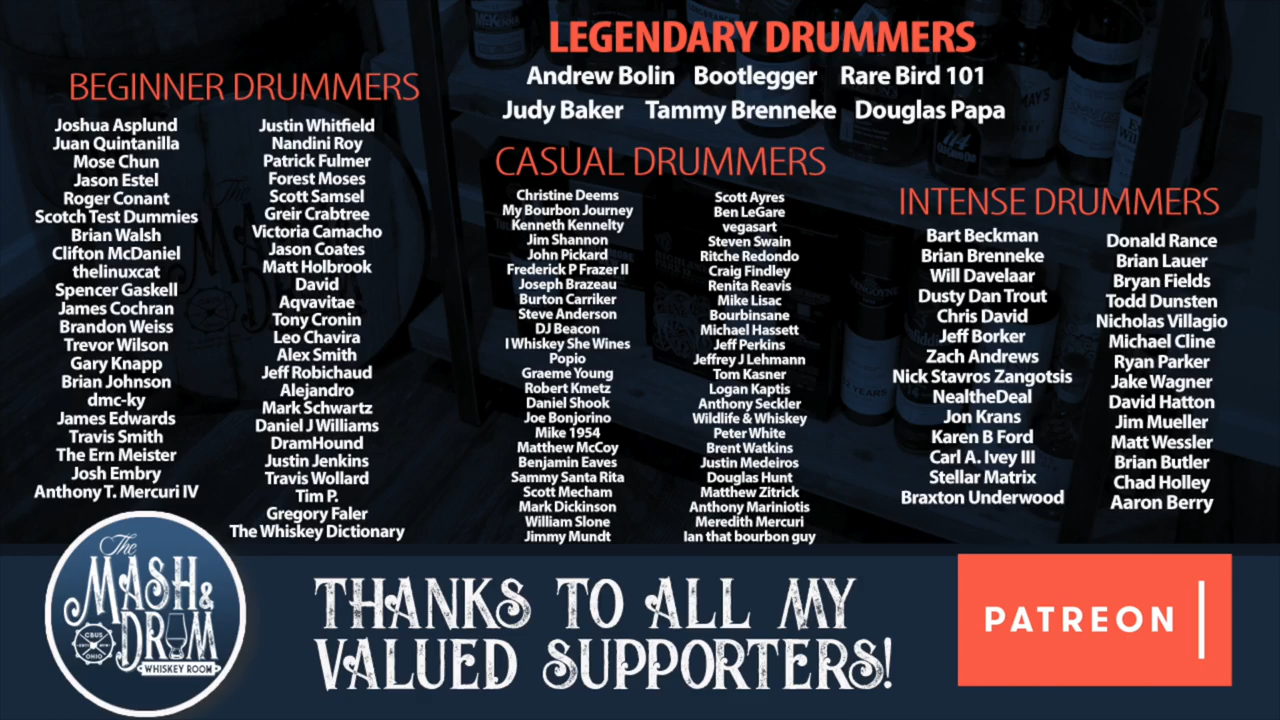 LEGENDARY DRUMMERS
Andrew Bolin Bootlegger Rare Bird 101
Judy Baker Tammy Brenneke Douglas Papa
BEGINNER DRUMMERS
Joshua Asplund
Juan Quintanilla
Mose Chun
Jason Estel
Roger Conant
Scotch Test Dummies
Brian Walsh
Clifton McDaniel
thelinuxcat
Spencer Gaskell
James Cochran
Brandon Weiss
Trevor Wilson
Gary Knapp
Brian Johnson
dmc-ky
James Edwards
Travis Smith
The Ern Meister
Josh Embry
Anthony T. Mercuri IV
Justin Whitfield
Nandini Roy
Patrick Fulmer
Forest Moses
Scott Samsel
Greir Crabtree
Victoria Camacho
Jason Coates
Matt Holbrook
David
Aqvavitae
Tony Cronin
Leo Chavira
Alex Smith
Jeff Robichaud
Alejandro
Mark Schwartz
Daniel J Williams
DramHound
Justin Jenkins
Travis Wollard
Tim P.
Gregory Faler
The Whiskey Dictionary
CASUAL DRUMMERS
Christine Deems
My Bourbon Journey
Kenneth Kennelty
Jim Shannon
John Pickard
Frederick P Frazer II
Joseph Brazeau
Burton Carriker
Steve Anderson
DJ Beacon
I Whiskey She Wines
Popio
Graeme Young
Robert Kmetz
Daniel Shook
Joe Bonjorino
Mike 1954
Matthew McCoy
Benjamin Eaves
Sammy Santa Rita
Scott Mecham
Mark Dickinson
William Slone
Jimmy Mundt
Scott Ayres
Ben LeGare
vegasart
Steven Swain
Ritche Redondo
Craig Findley
Renita Reavis
Mike Lisac
Bourbinsane
Michael Hassett
Jeff Perkins
Jeffrey J Lehmann
Tom Kasner
Logan Kaptis
Anthony Seckler
Wildlife & Whiskey
Peter White
Brent Watkins
Justin Medeiros
Douglas Hunt
Matthew Zitrick
Anthony Mariniotis
Meredith Mercuri
Ian that bourbon guy
INTENSE DRUMMERS
Bart Beckman
Brian Brenneke
Will Davelaar
Dusty Dan Trout
Chris David
Jeff Borker
Zach Andrews
Nick Stavros Zangotsis
NealtheDeal
Jon Krans
Karen B Ford
Carl A. Ivey III
Stellar Matrix
Braxton Underwood
Donald Rance
Brian Lauer
Bryan Fields
Todd Dunsten
Nicholas Villagio
Michael Cline
Ryan Parker
Jake Wagner
David Hatton
Jim Mueller
Matt Wessler
Brian Butler
Chad Holley
Aaron Berry
The
MASH &
DRUM
CBUS
OHIO
WHISKEY ROOM
THANKS TO ALL MY
VALUED SUPPORTERS!
PATREON